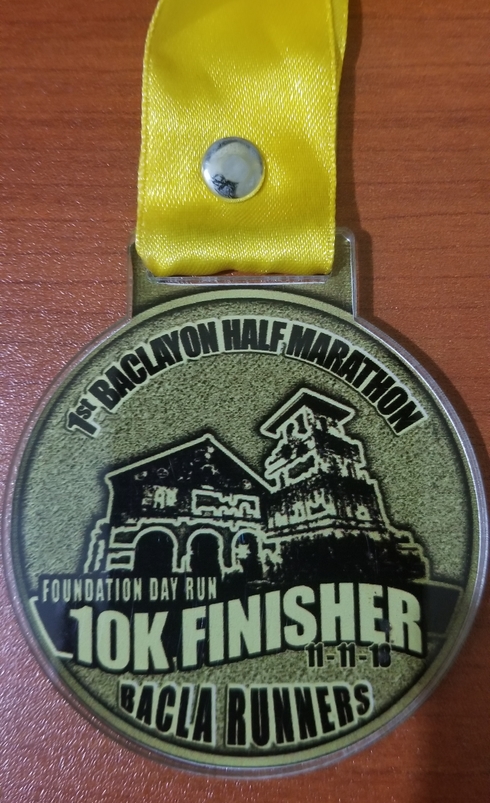 1st BACLAYON HALF MARATHON
FOUNDATION DAY RUN
10K FINISHER
11-11-18
BACLA RUNNERS